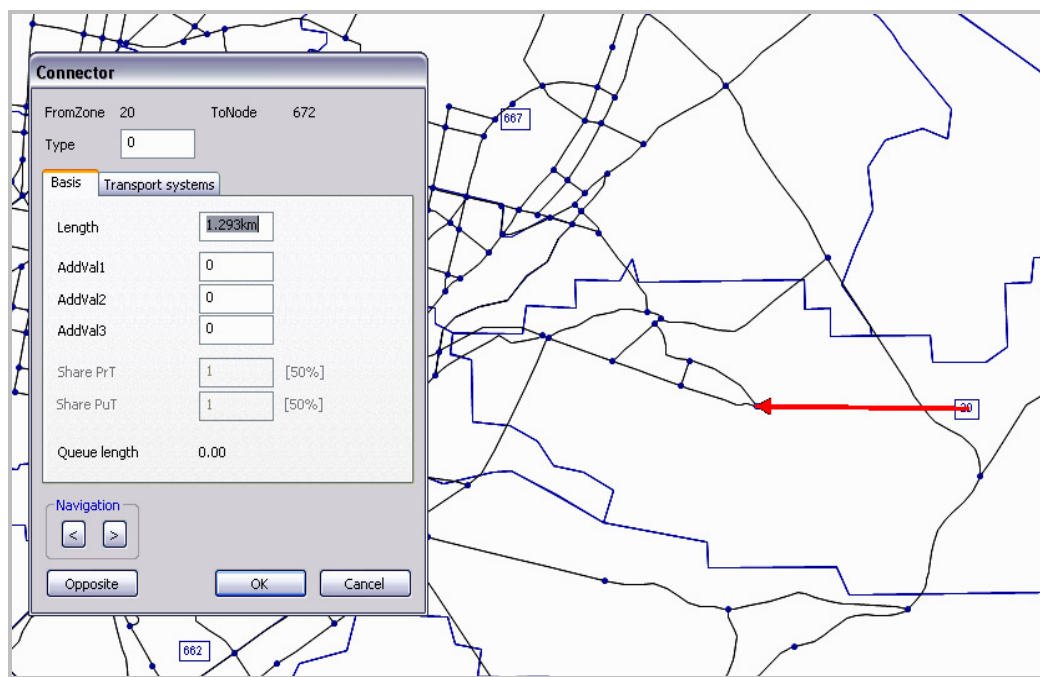 Connector
FromZone 20 ToNode 672
Type 0
Basis Transport systems
Length 1.293km
AddVal1 0
AddVal2 0
AddVal3 0
Share PrT 1 [50%]
Share PuT 1 [50%]
Queue length 0.00
Navigation
< >
Opposite OK Cancel
667
20
662